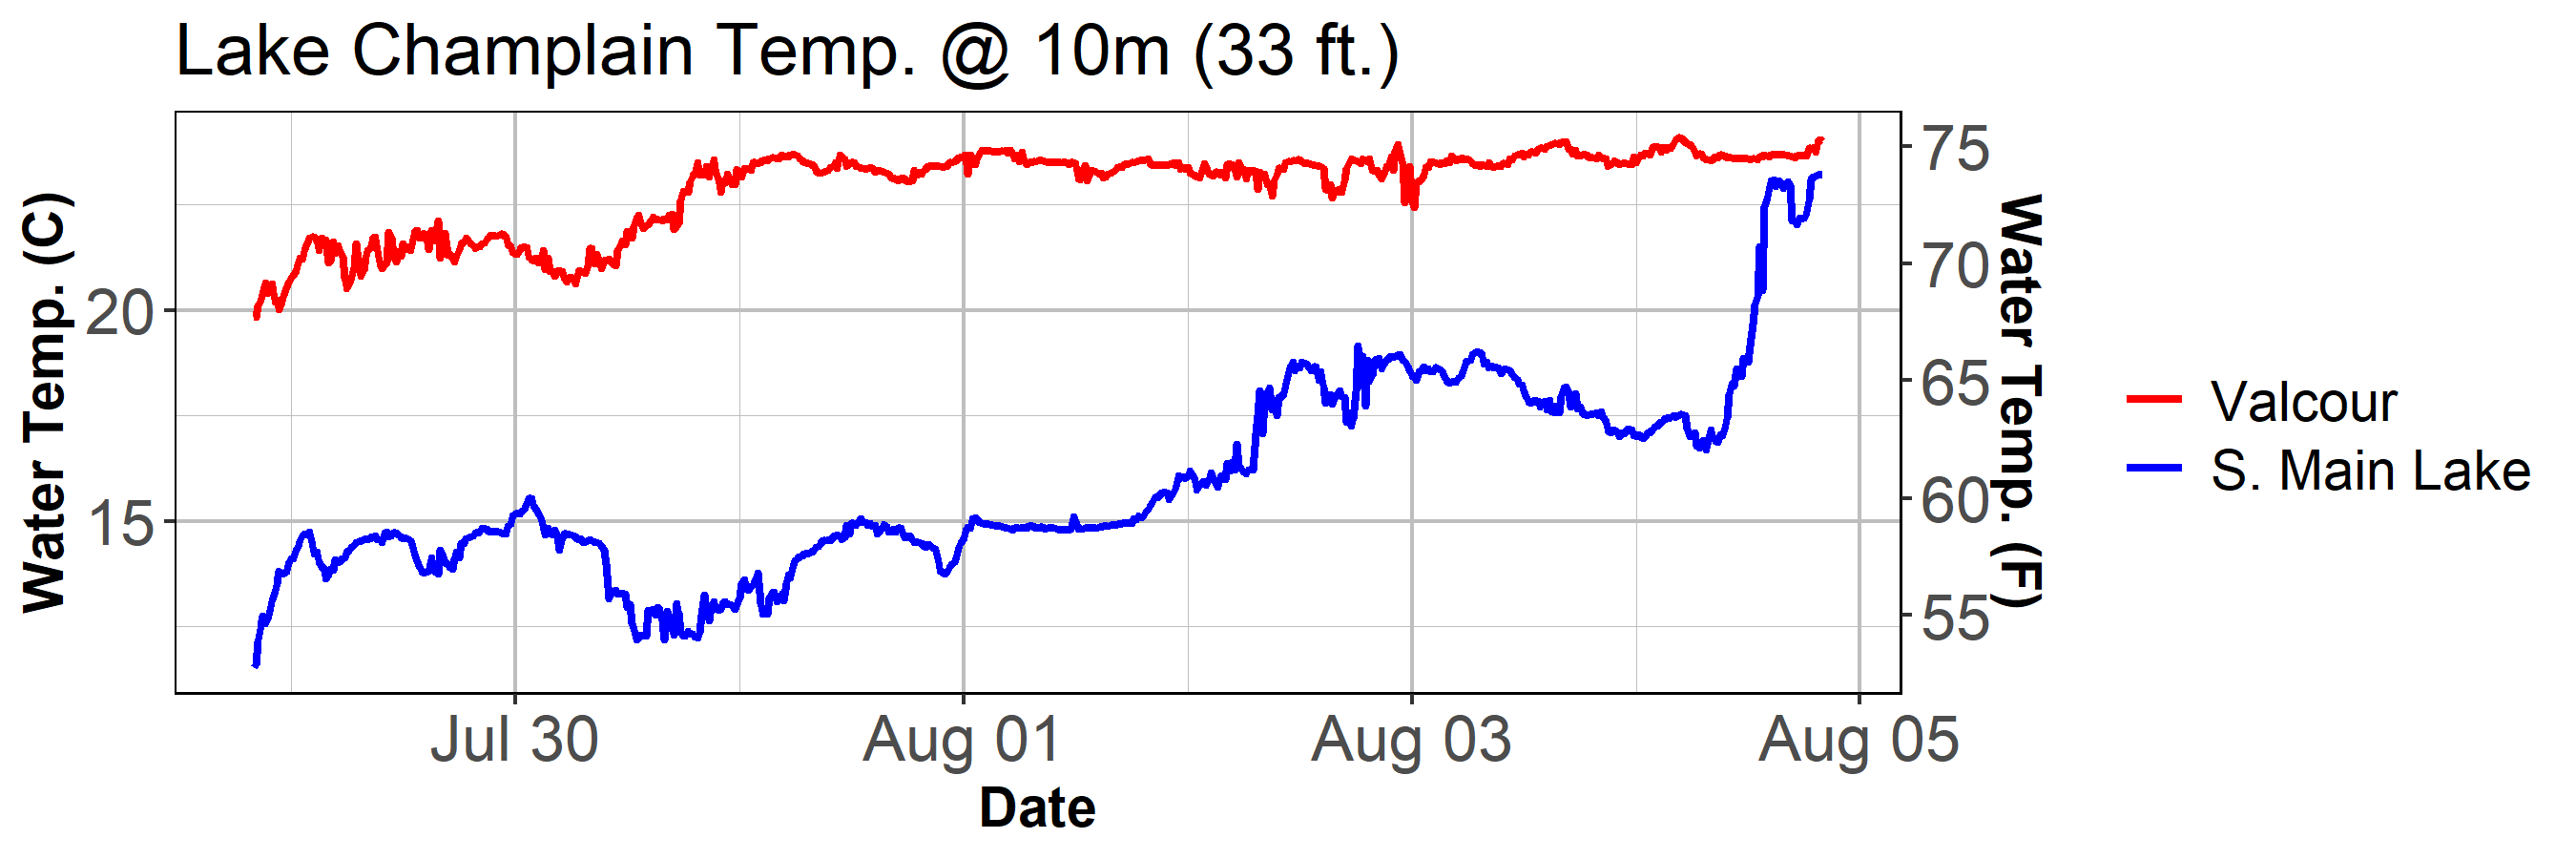 Lake Champlain Temp. @ 10m (33 ft.)
Water Temp. (C)
20
15
75
70
65
60
55
Water Temp. (F)
Jul 30
Aug 01
Aug 03
Aug 05
Date
Valcour
S. Main Lake